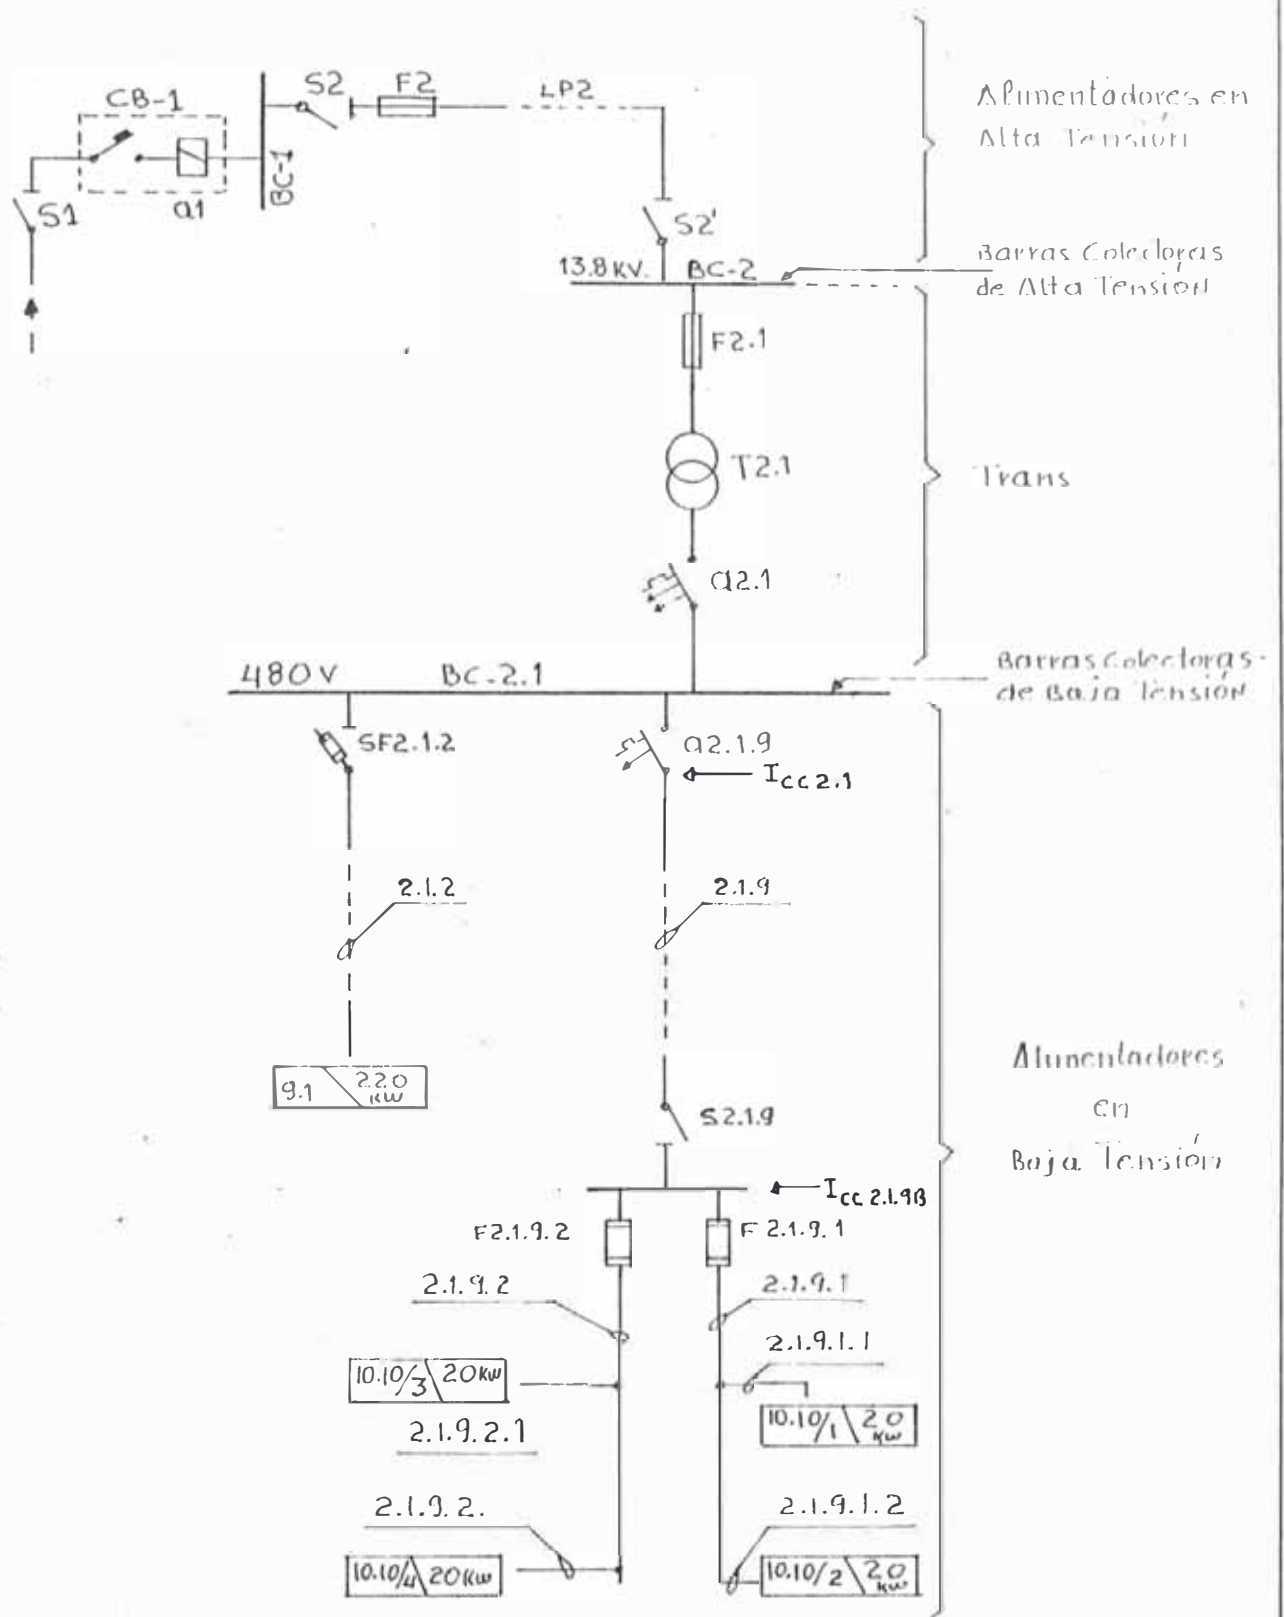 CB-1
S2
F2
LP2
BC-1
S1
a1
S2'
13.8 KV.
BC-2
F2.1
T2.1
a2.1
480 V
BC-2.1
SF2.1.2
a2.1.9
Icc2.1
2.1.2
2.1.9
9.1
220
KW
S2.1.9
Icc 2.1.9B
F2.1.9.2
F 2.1.9.1
2.1.9.2
2.1.9.1
2.1.9.1.1
10.10/3
20 KW
10.10/1
20
KW
2.1.9.2.1
2.1.9.2.
2.1.9.1.2
10.10/4
20 KW
10.10/2
20
KW
Alimentadores en
Alta Tensión
Barras Colectoras
de Alta Tensión
Trans
Barras Colectoras-
de Baja Tensión
Alimentadores
en
Baja Tensión